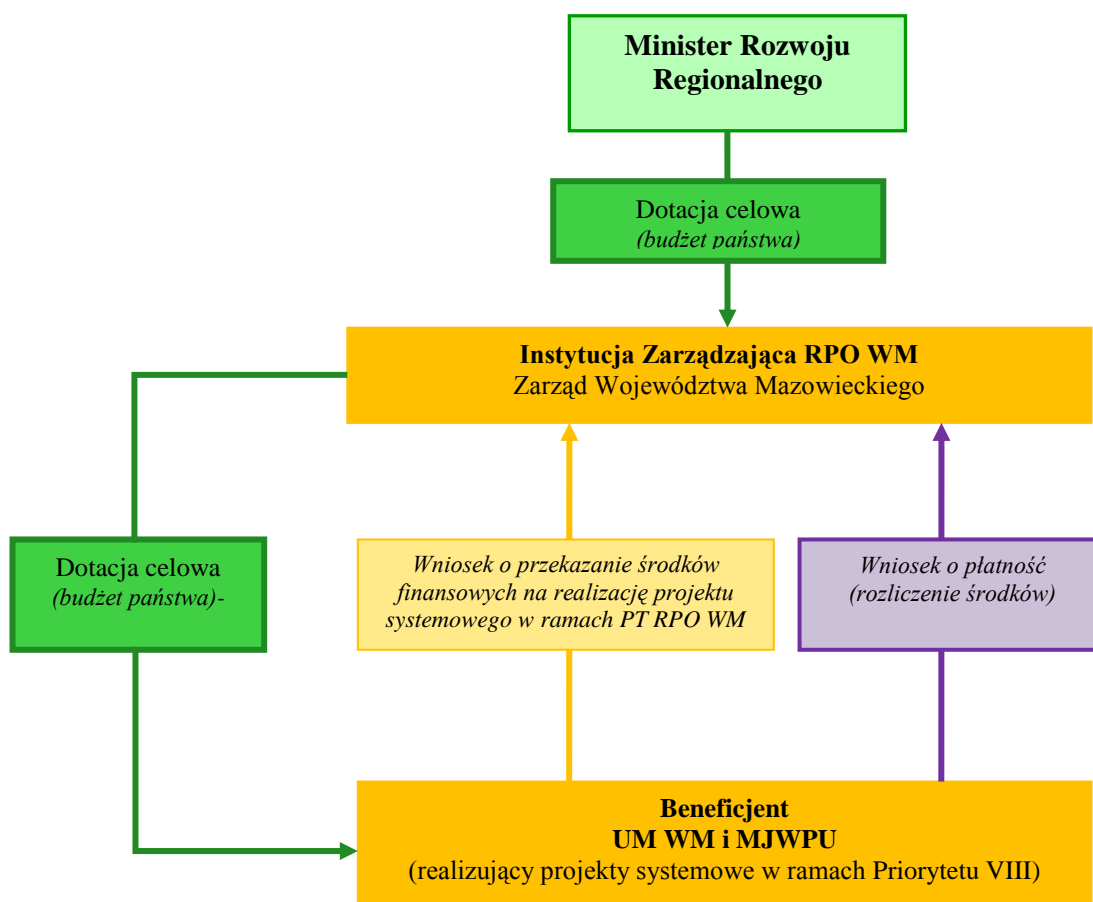 Minister Rozwoju
Regionalnego
Dotacja celowa
(budżet państwa)
Instytucja Zarządzająca RPO WM
Zarząd Województwa Mazowieckiego
Dotacja celowa
(budżet państwa)-
Wniosek o przekazanie środków
finansowych na realizację projektu
systemowego w ramach PT RPO WM
Wniosek o płatność
(rozliczenie środków)
Beneficjent
UM WM i MJWPU
(realizujący projekty systemowe w ramach Priorytetu VIII)